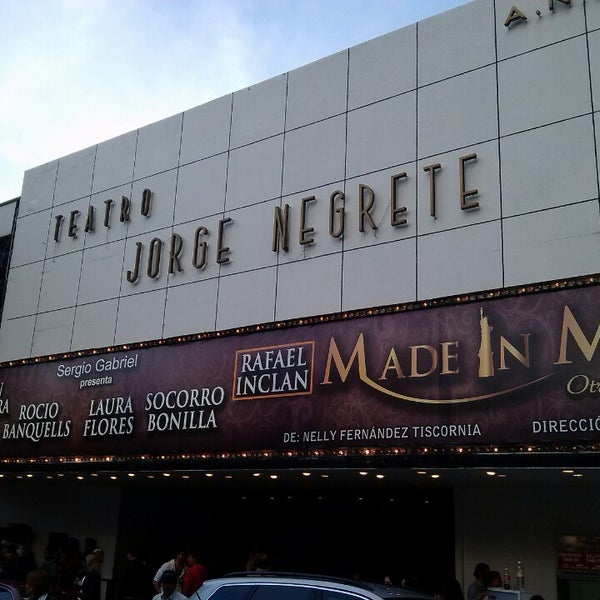 A.N
TEATRO
JORGE NEGRETE
Sergio Gabriel
presenta
ROCIO
BANQUELLS
LAURA
FLORES
SOCORRO
BONILLA
RAFAEL
INCLAN
MADE IN M
DE: NELLY FERNÁNDEZ TISCORNIA
DIRECCIÓ